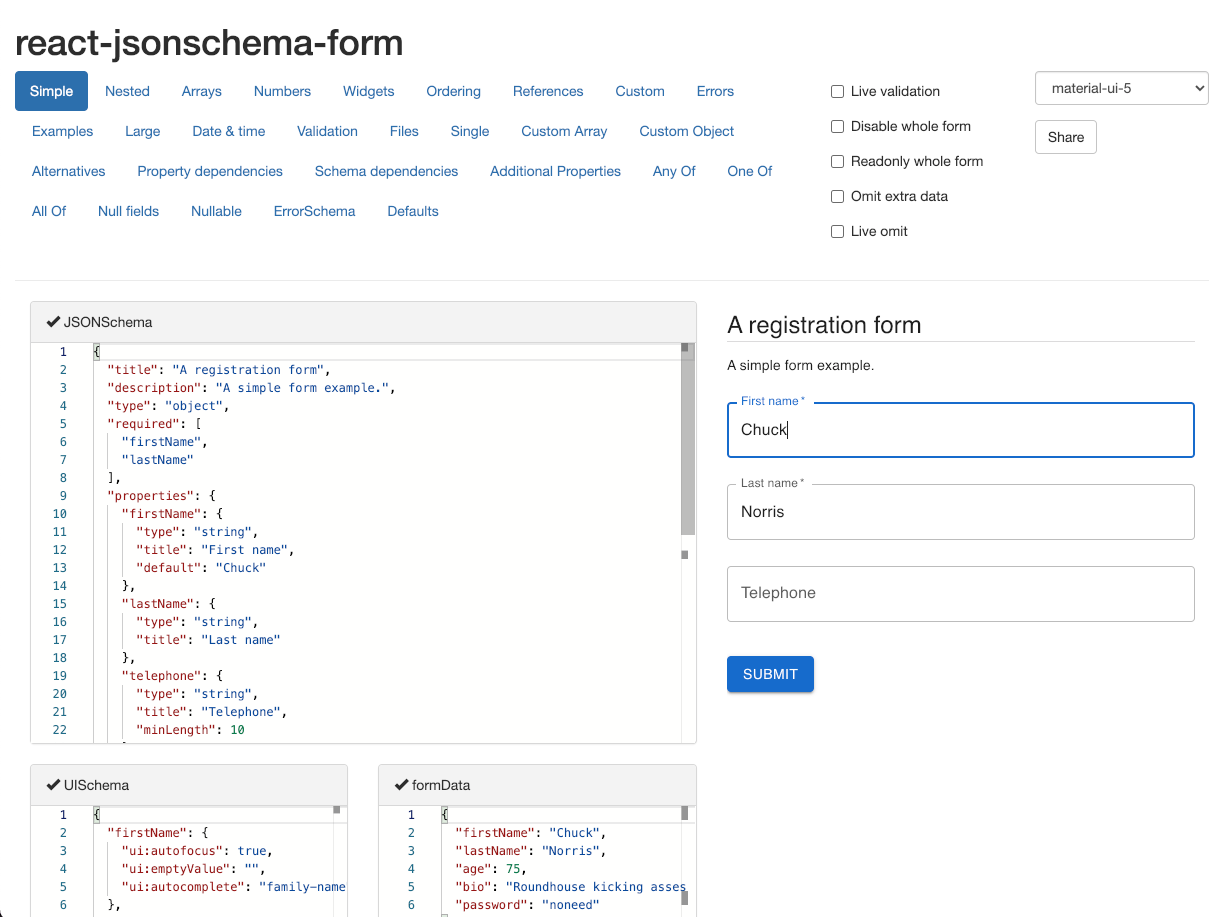 react-jsonschema-form
Simple Nested Arrays Numbers Widgets Ordering References Custom Errors
Examples Large Date & time Validation Files Single Custom Array Custom Object
Alternatives Property dependencies Schema dependencies Additional Properties Any Of One Of
All Of Null fields Nullable ErrorSchema Defaults
Live validation
Disable whole form
Readonly whole form
Omit extra data
Live omit
material-ui-5
Share
JSONSchema
1 {
2 "title": "A registration form",
3 "description": "A simple form example.",
4 "type": "object",
5 "required": [
6 "firstName",
7 "lastName"
8 ],
9 "properties": {
10 "firstName": {
11 "type": "string",
12 "title": "First name",
13 "default": "Chuck"
14 },
15 "lastName": {
16 "type": "string",
17 "title": "Last name"
18 },
19 "telephone": {
20 "type": "string",
21 "title": "Telephone",
22 "minLength": 10
UISchema
1 {
2 "firstName": {
3 "ui:autofocus": true,
4 "ui:emptyValue": "",
5 "ui:autocomplete": "family-name
6 },
formData
1 {
2 "firstName": "Chuck",
3 "lastName": "Norris",
4 "age": 75,
5 "bio": "Roundhouse kicking asses
6 "password": "noneed"
A registration form
A simple form example.
First name *
Chuck
Last name *
Norris
Telephone
SUBMIT